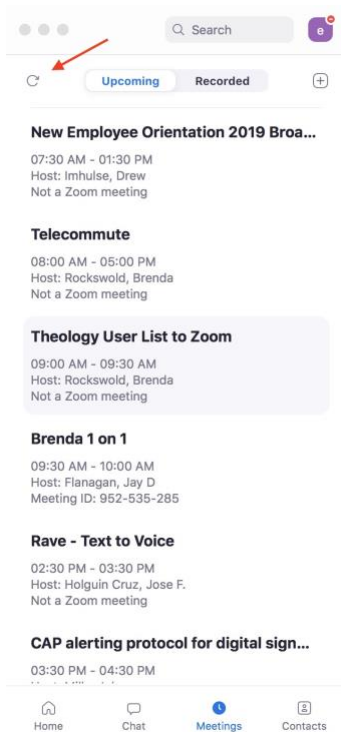 Search
e
Upcoming Recorded
New Employee Orientation 2019 Broa...
07:30 AM - 01:30 PM
Host: Imhulse, Drew
Not a Zoom meeting
Telecommute
08:00 AM - 05:00 PM
Host: Rockswold, Brenda
Not a Zoom meeting
Theology User List to Zoom
09:00 AM - 09:30 AM
Host: Rockswold, Brenda
Not a Zoom meeting
Brenda 1 on 1
09:30 AM - 10:00 AM
Host: Flanagan, Jay D
Meeting ID: 952-535-285
Rave - Text to Voice
02:30 PM - 03:30 PM
Host: Holguin Cruz, Jose F.
Not a Zoom meeting
CAP alerting protocol for digital sign...
03:30 PM - 04:30 PM
Home Chat Meetings Contacts